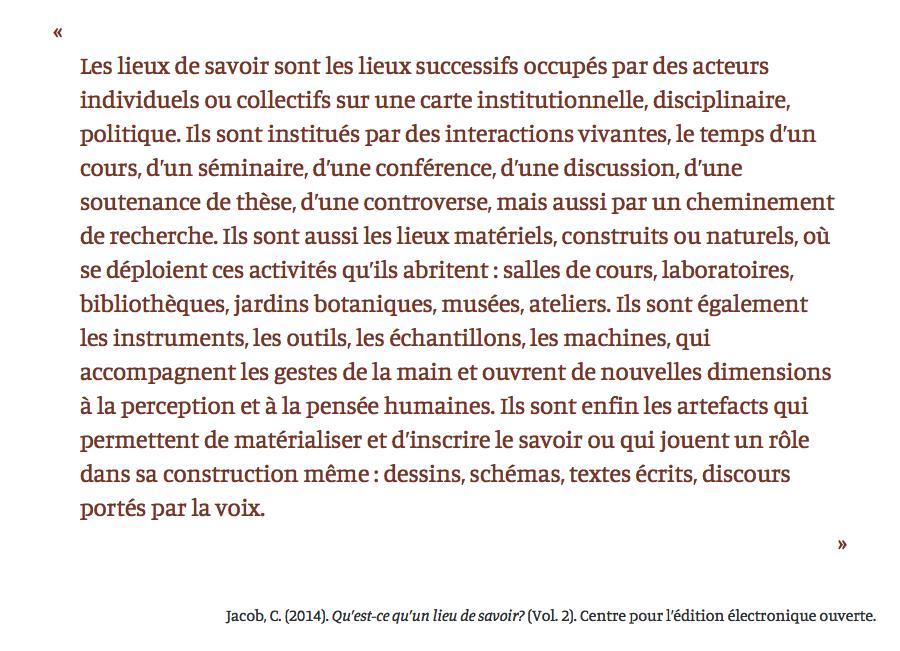 «
Les lieux de savoir sont les lieux successifs occupés par des acteurs
individuels ou collectifs sur une carte institutionnelle, disciplinaire,
politique. Ils sont institués par des interactions vivantes, le temps d’un
cours, d’un séminaire, d’une conférence, d’une discussion, d’une
soutenance de thèse, d’une controverse, mais aussi par un cheminement
de recherche. Ils sont aussi les lieux matériels, construits ou naturels, où
se déploient ces activités qu’ils abritent : salles de cours, laboratoires,
bibliothèques, jardins botaniques, musées, ateliers. Ils sont également
les instruments, les outils, les échantillons, les machines, qui
accompagnent les gestes de la main et ouvrent de nouvelles dimensions
à la perception et à la pensée humaines. Ils sont enfin les artefacts qui
permettent de matérialiser et d’inscrire le savoir ou qui jouent un rôle
dans sa construction même : dessins, schémas, textes écrits, discours
portés par la voix.
»
Jacob, C. (2014). Qu’est-ce qu’un lieu de savoir? (Vol. 2). Centre pour l’édition électronique ouverte.